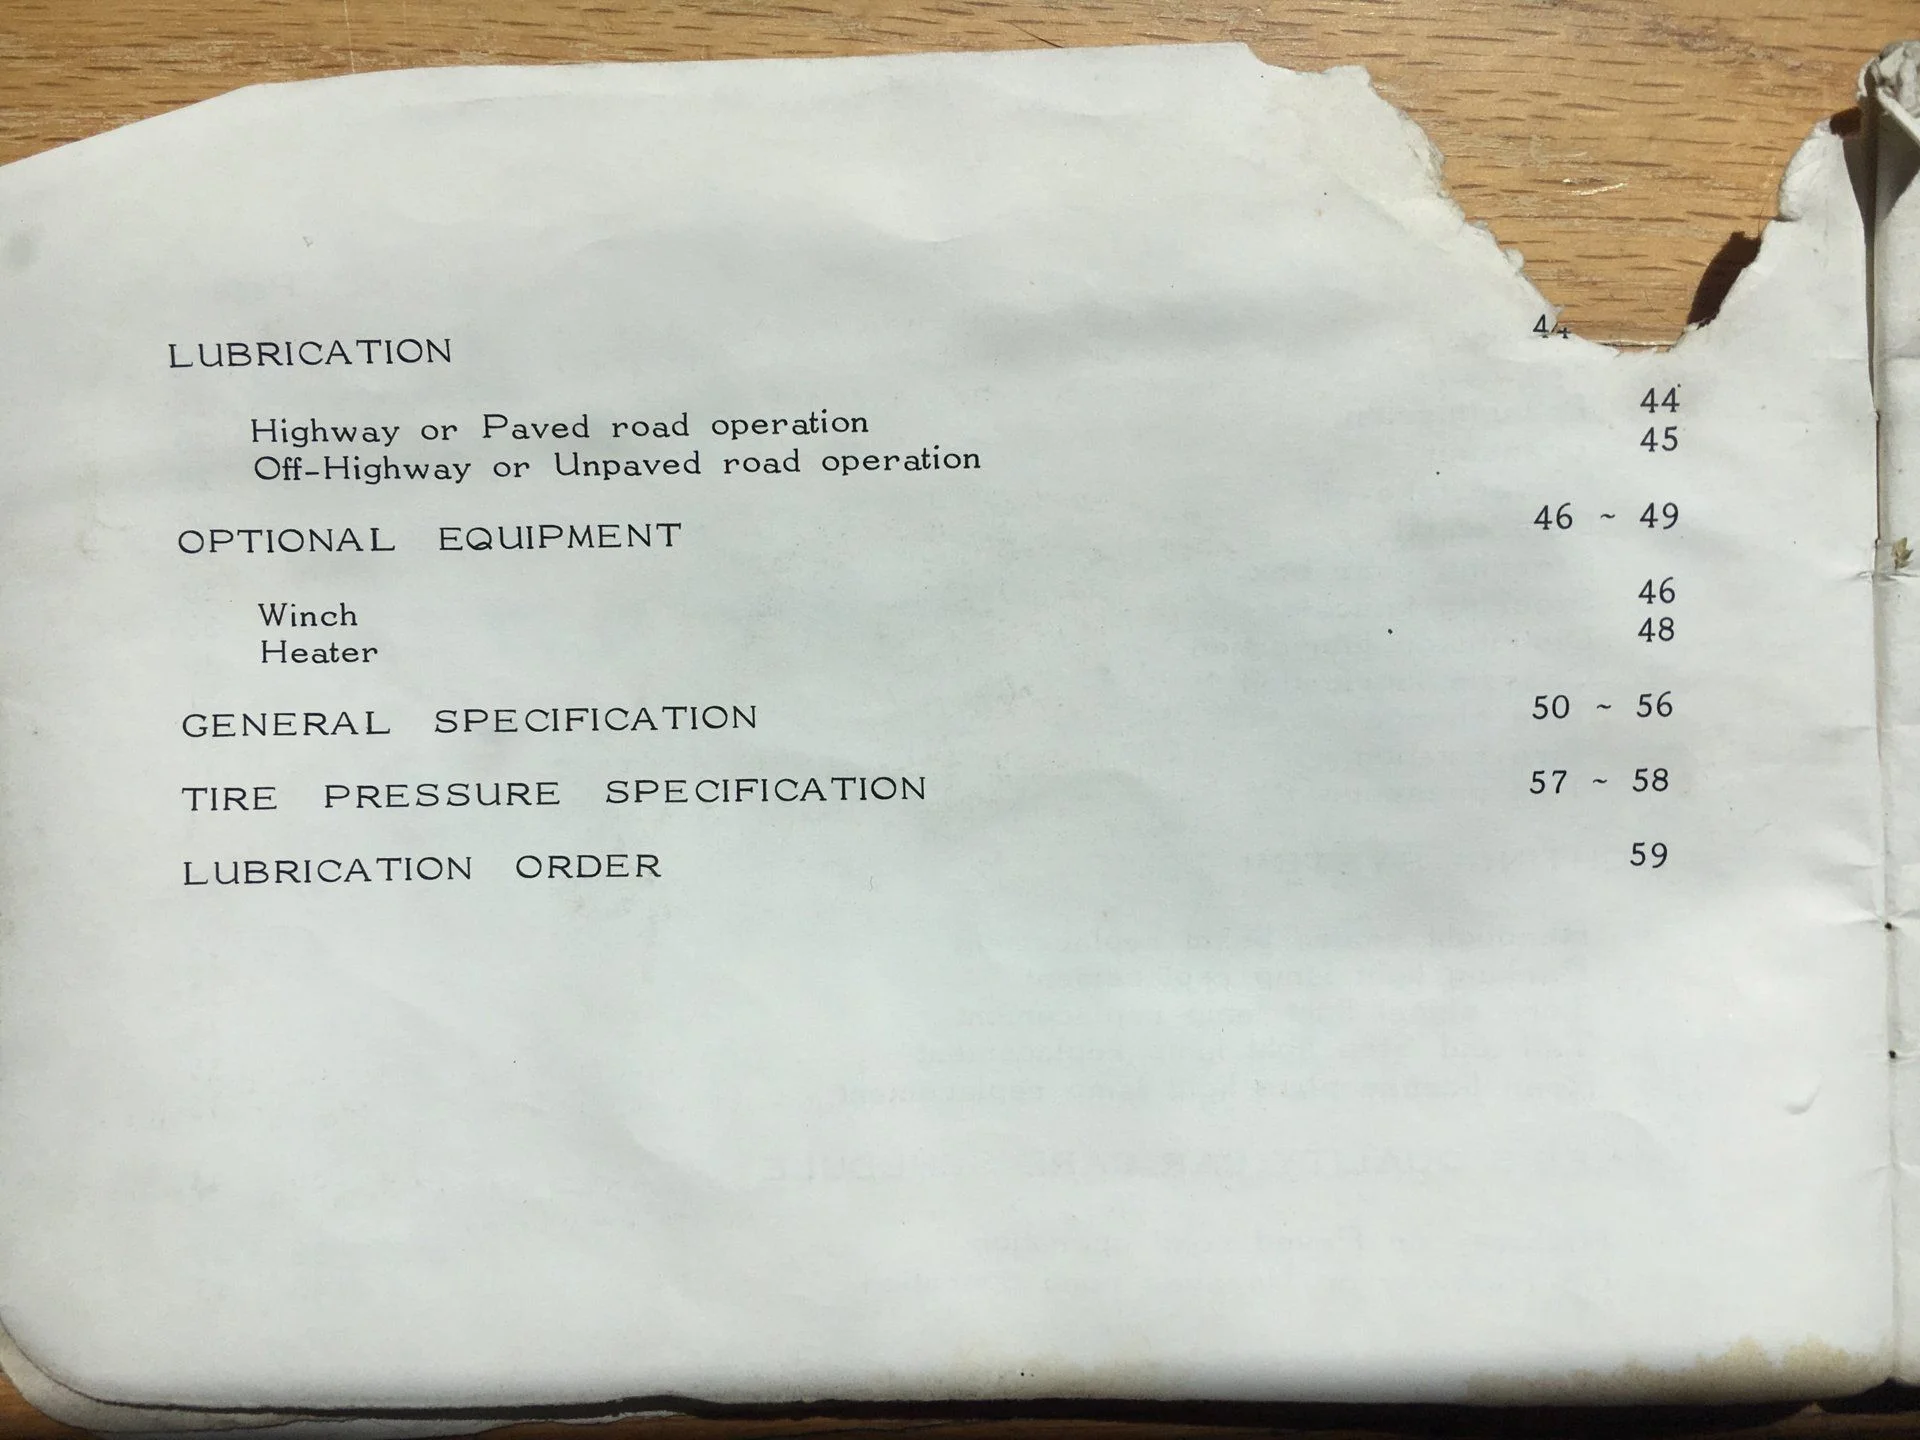 LUBRICATION 44
Highway or Paved road operation 44
Off-Highway or Unpaved road operation 45
OPTIONAL EQUIPMENT 46 ~ 49
Winch 46
Heater 48
GENERAL SPECIFICATION 50 ~ 56
TIRE PRESSURE SPECIFICATION 57 ~ 58
LUBRICATION ORDER 59